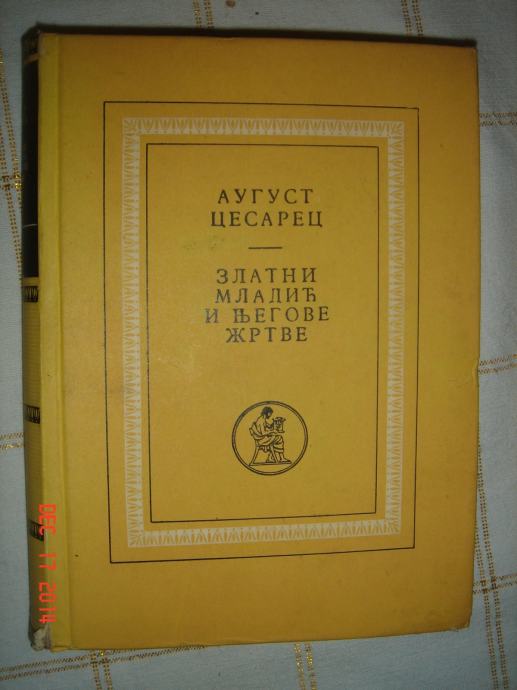 АУГУСТ
ЦЕСАРЕЦ
ЗЛАТНИ
МЛАДИЋ
И ЊЕГОВЕ
ЖРТВЕ
DEC 17 2014